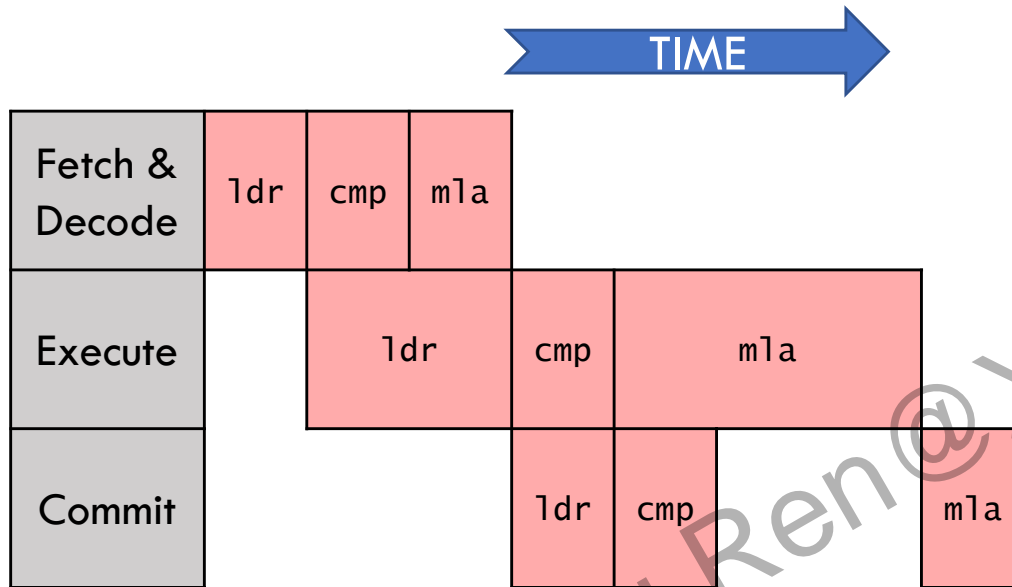 TIME
Fetch &
Decode
ldr
cmp
mla
Execute
ldr
cmp
mla
Commit
ldr
cmp
mla
Ren@